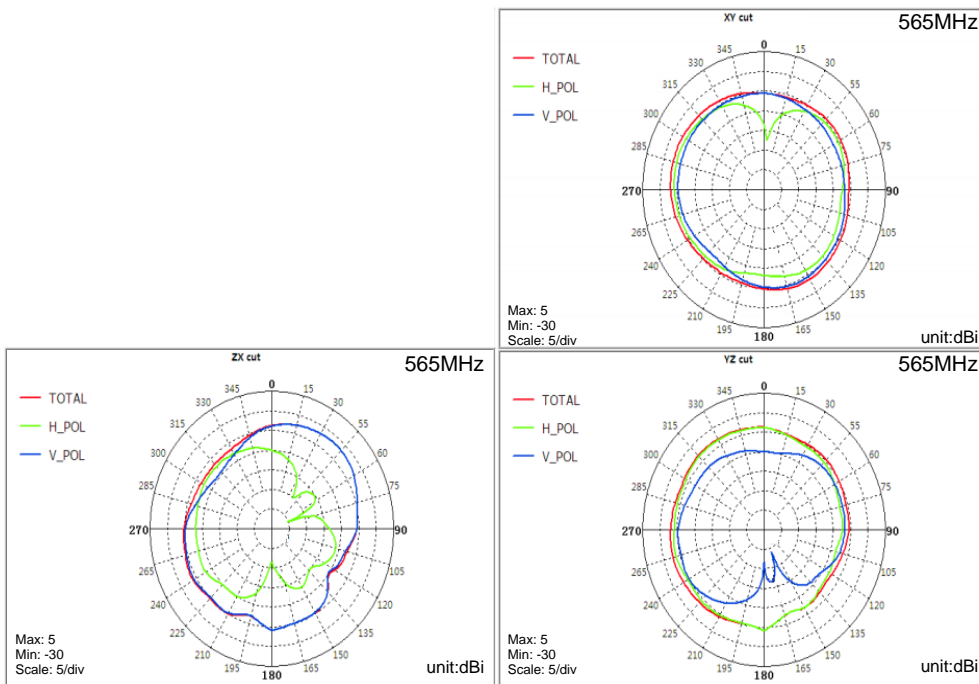 XY cut
565MHz
TOTAL
H_POL
V_POL
0
15
30
55
60
75
90
105
120
135
150
165
180
195
210
225
240
265
270
285
300
315
330
345
Max: 5
Min: -30
Scale: 5/div
unit:dBi
ZX cut
565MHz
TOTAL
H_POL
V_POL
0
15
30
55
60
75
90
105
120
135
150
165
180
195
210
225
240
265
270
285
300
315
330
345
Max: 5
Min: -30
Scale: 5/div
unit:dBi
YZ cut
565MHz
TOTAL
H_POL
V_POL
0
15
30
55
60
75
90
105
120
135
150
165
180
195
210
225
240
265
270
285
300
315
330
345
Max: 5
Min: -30
Scale: 5/div
unit:dBi